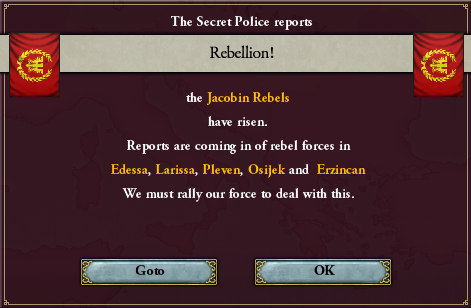 The Secret Police reports
Rebellion!
the Jacobin Rebels
have risen.
Reports are coming in of rebel forces in
Edessa, Larissa, Pleven, Osijek and Erzincan
We must rally our force to deal with this.
Goto OK